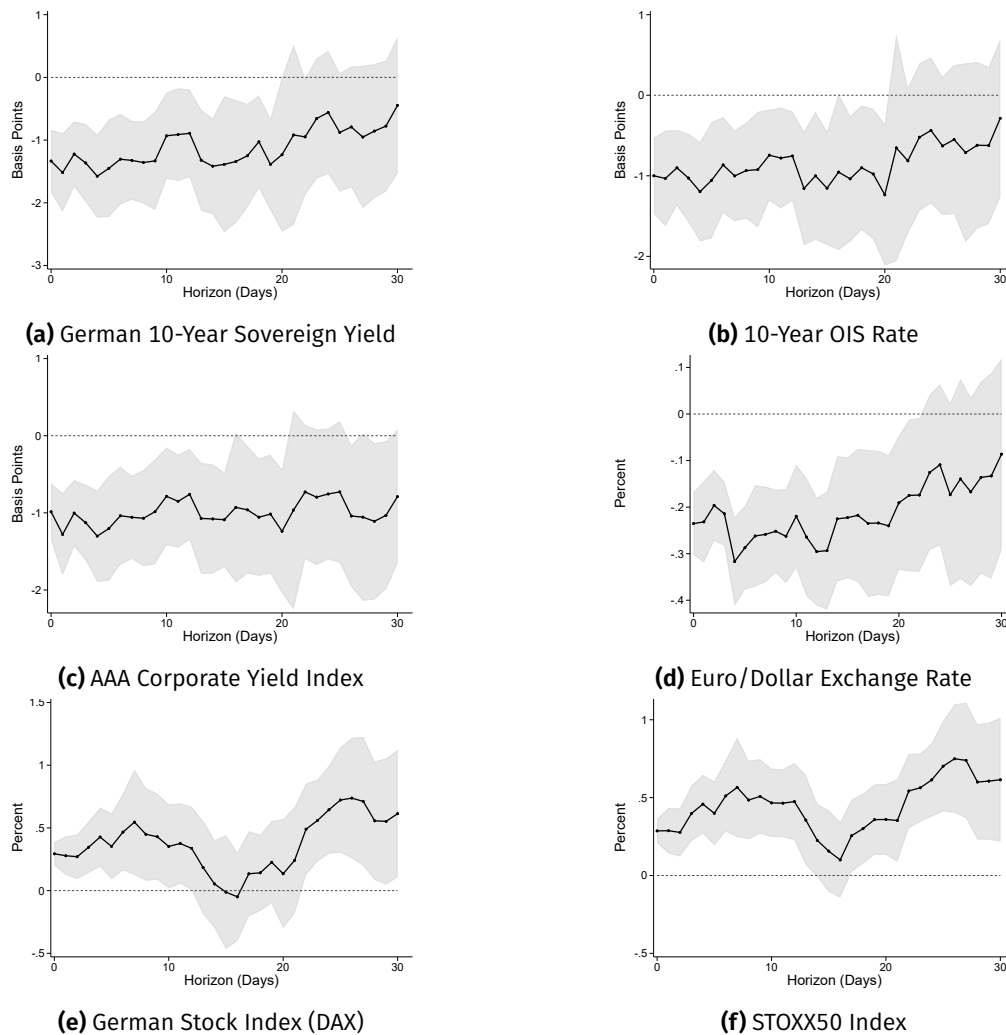 1
0
-1
-2
-3
Basis Points
0 10 20 30
Horizon (Days)
(a) German 10-Year Sovereign Yield
1
0
-1
-2
Basis Points
0 10 20 30
Horizon (Days)
(b) 10-Year OIS Rate
1
0
-1
-2
Basis Points
0 10 20 30
Horizon (Days)
(c) AAA Corporate Yield Index
.1
0
-.1
-.2
-.3
-.4
Percent
0 10 20 30
Horizon (Days)
(d) Euro/Dollar Exchange Rate
1.5
1
.5
0
-.5
Percent
0 10 20 30
Horizon (Days)
(e) German Stock Index (DAX)
1
.5
0
-.5
Percent
0 10 20 30
Horizon (Days)
(f) STOXX50 Index